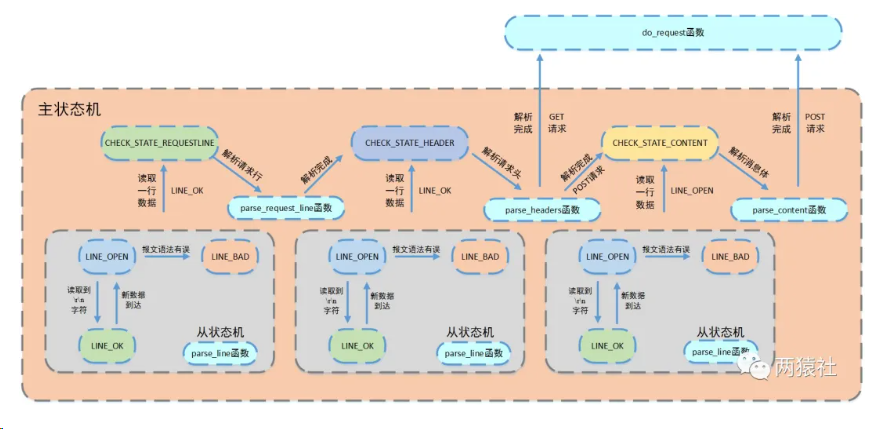 do_request函数
主状态机
解析
完成
GET
请求
解析
完成
POST
请求
CHECK_STATE_REQUESTLINE
解析请求行
解析完成
CHECK_STATE_HEADER
解析请求头
解析完成
POST请求
CHECK_STATE_CONTENT
解析消息体
读取
一行
数据
LINE_OK
parse_request_line函数
读取
一行
数据
LINE_OK
parse_headers函数
读取
一行
数据
LINE_OPEN
parse_content函数
LINE_OPEN
报文语法有误
LINE_BAD
读取到
\r\n
字符
新数据
到达
LINE_OK
从状态机
parse_line函数
LINE_OPEN
报文语法有误
LINE_BAD
读取到
\r\n
字符
新数据
到达
LINE_OK
从状态机
parse_line函数
LINE_OPEN
报文语法有误
LINE_BAD
读取到
\r\n
字符
新数据
到达
LINE_OK
从状态机
parse_line函数
两猿社